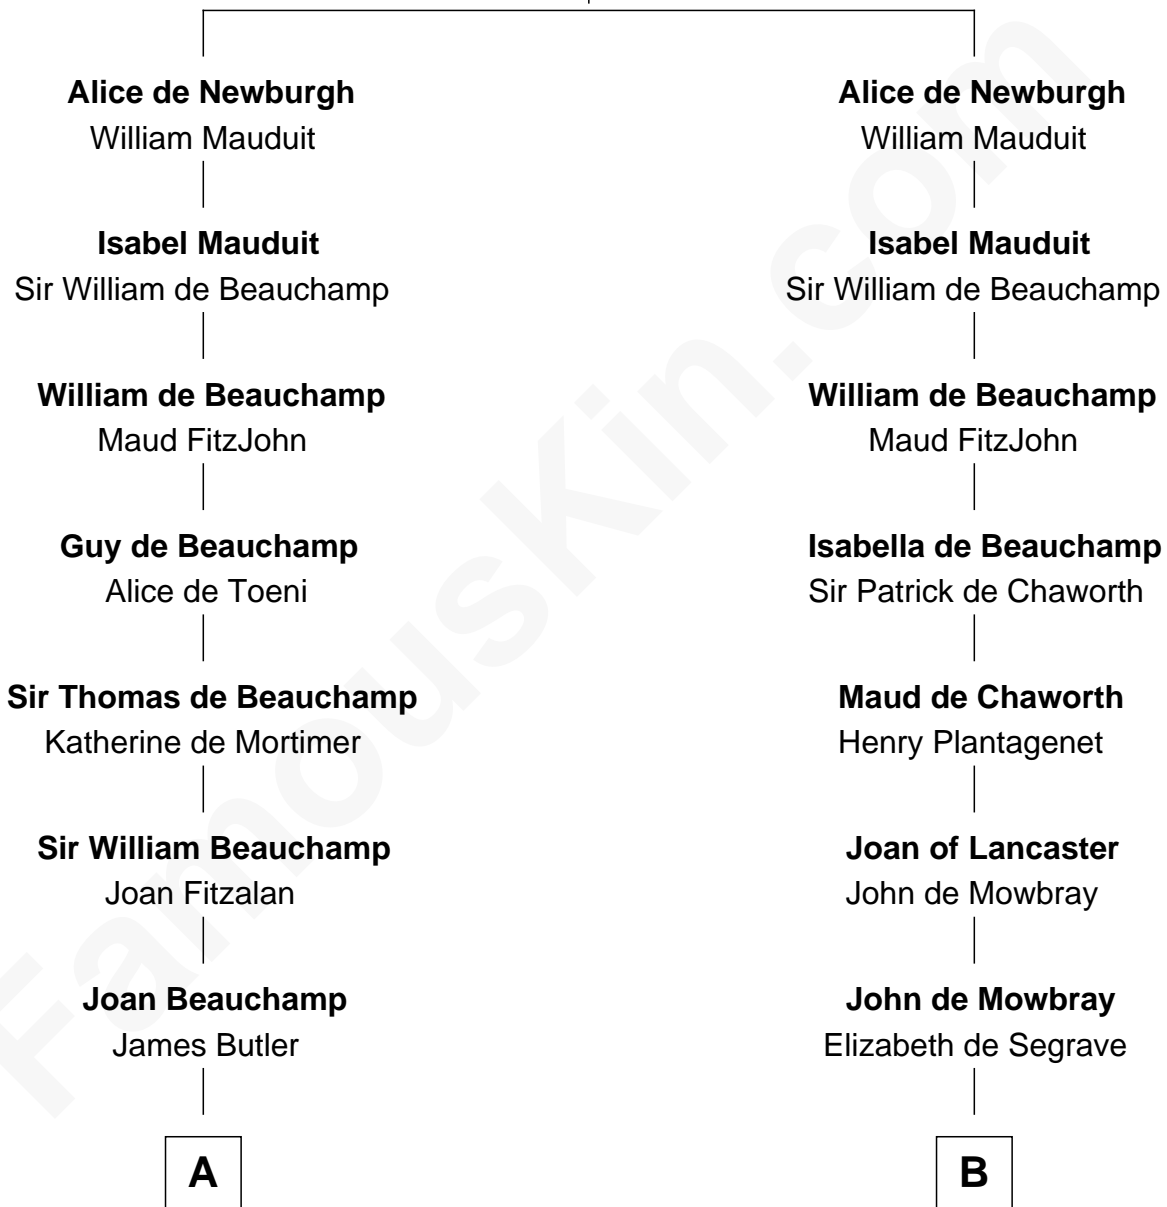 Alice de Newburgh
William Mauduit
Isabel Mauduit
Sir William de Beauchamp
William de Beauchamp
Maud FitzJohn
Guy de Beauchamp
Alice de Toeni
Sir Thomas de Beauchamp
Katherine de Mortimer
Sir William Beauchamp
Joan Fitzalan
Joan Beauchamp
James Butler
A
Alice de Newburgh
William Mauduit
Isabel Mauduit
Sir William de Beauchamp
William de Beauchamp
Maud FitzJohn
Isabella de Beauchamp
Sir Patrick de Chaworth
Maud de Chaworth
Henry Plantagenet
Joan of Lancaster
John de Mowbray
John de Mowbray
Elizabeth de Segrave
B
FamousKin.com